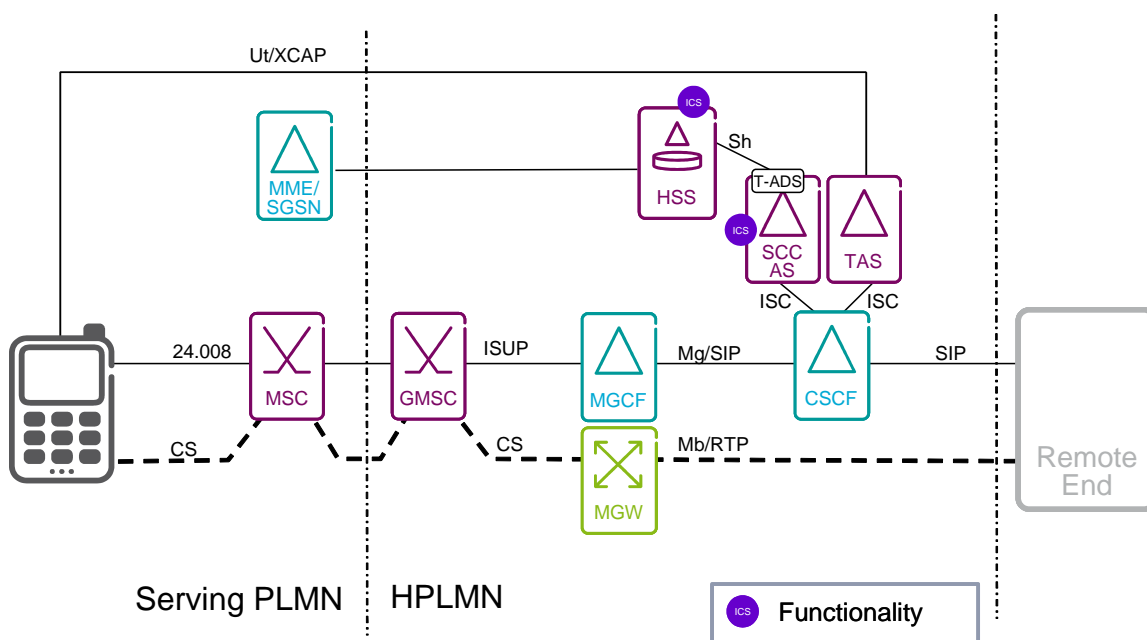 Ut/XCAP
ICS
Sh
MME/
SGSN
HSS
T-ADS
ICS
SCC
AS
TAS
ISC
ISC
24.008
ISUP
Mg/SIP
SIP
MSC
GMSC
MGCF
CSCF
CS
CS
Mb/RTP
Remote
End
MGW
Serving PLMN
HPLMN
ICS Functionality